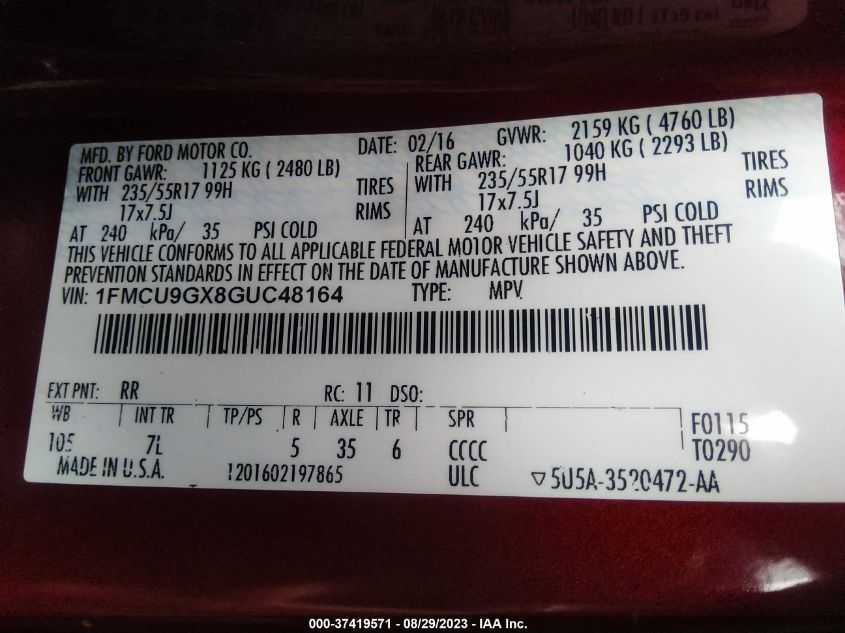 MFD. BY FORD MOTOR CO. DATE: 02/16 GVWR: 2159 KG ( 4760 LB)
FRONT GAWR: 1125 KG ( 2480 LB) REAR GAWR: 1040 KG ( 2293 LB)
WITH 235/55R17 99H TIRES WITH 235/55R17 99H TIRES
17x7.5J RIMS 17x7.5J RIMS
AT 240 kPa/ 35 PSI COLD AT 240 kPa/ 35 PSI COLD
THIS VEHICLE CONFORMS TO ALL APPLICABLE FEDERAL MOTOR VEHICLE SAFETY AND THEFT
PREVENTION STANDARDS IN EFFECT ON THE DATE OF MANUFACTURE SHOWN ABOVE.
VIN: 1FMCU9GX8GUC48164 TYPE: MPV
EXT PNT: RR RC: 11 DSO:
WB INT TR TP/PS R AXLE TR SPR F0115
105 7L 5 35 6 CCCC T0290
MADE IN U.S.A. 1201602197865 ULC ▽5U5A-3520472-AA
000-37419571 - 08/29/2023 - IAA Inc.